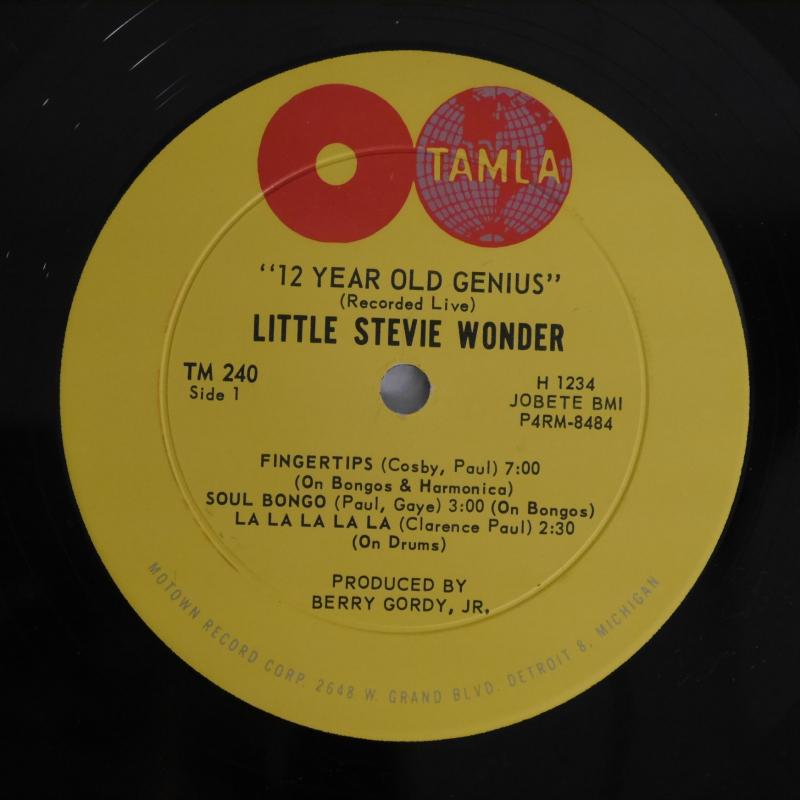 TAMLA
“12 YEAR OLD GENIUS”
(Recorded Live)
LITTLE STEVIE WONDER
TM 240
Side 1
H 1234
JOBETE BMI
P4RM-8484
FINGERTIPS (Cosby, Paul) 7:00
(On Bongos & Harmonica)
SOUL BONGO (Paul, Gaye) 3:00 (On Bongos)
LA LA LA LA LA (Clarence Paul) 2:30
(On Drums)
PRODUCED BY
BERRY GORDY, JR.
MOTOWN RECORD CORP. 2648 W. GRAND BLVD. DETROIT 8, MICHIGAN